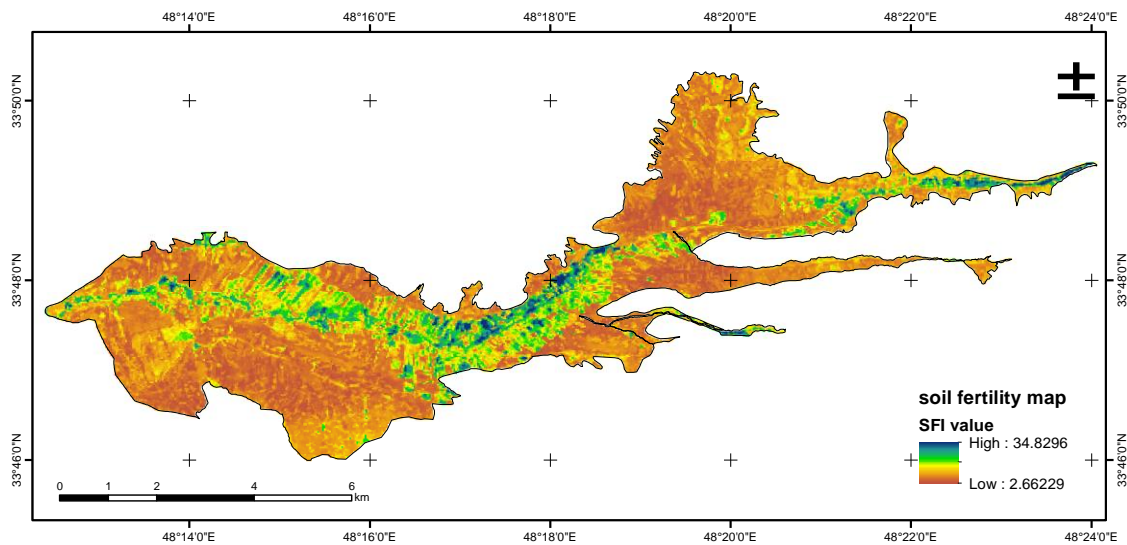 48°14'0"E 48°16'0"E 48°18'0"E 48°20'0"E 48°22'0"E 48°24'0"E
33°50'0"N 33°50'0"N
33°48'0"N 33°48'0"N
33°46'0"N 33°46'0"N
soil fertility map
SFI value
High : 34.8296
Low : 2.66229
0 1 2 4 6
km
48°14'0"E 48°16'0"E 48°18'0"E 48°20'0"E 48°22'0"E 48°24'0"E